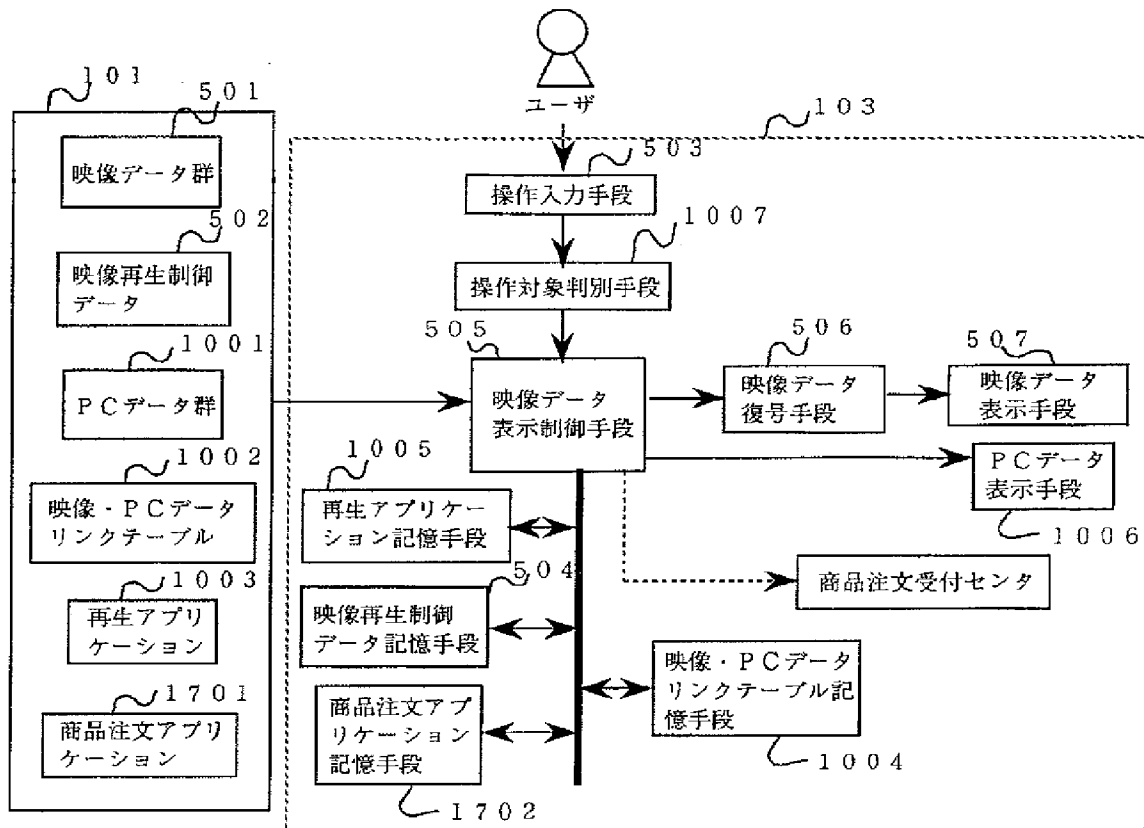 ユーザ
１０１
５０１
映像データ群
５０２
映像再生制御
データ
１００１
ＰＣデータ群
１００２
映像・ＰＣデータ
リンクテーブル
１００３
再生アプリ
ケーション
１７０１
商品注文アプリ
ケーション
１０３
５０３
操作入力手段
１００７
操作対象判別手段
５０５
映像データ
表示制御手段
５０６
映像データ
復号手段
５０７
映像データ
表示手段
ＰＣデータ
表示手段
１００６
１００５
再生アプリケー
ション記憶手段
５０４
映像再生制御
データ記憶手段
商品注文アプ
リケーション
記憶手段
１７０２
商品注文受付センタ
映像・ＰＣデータ
リンクテーブル記
憶手段
１００４